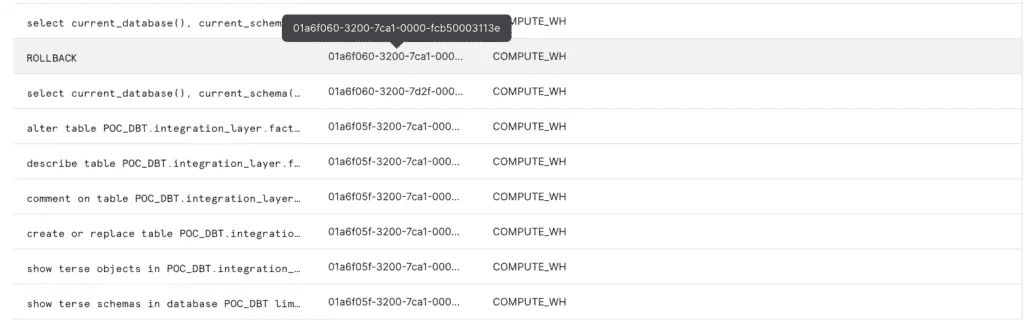 select current_database(), current_schem
01a6f060-3200-7ca1-0000-fcb50003113e
MPUTE_WH
ROLLBACK 01a6f060-3200-7ca1-000... COMPUTE_WH
select current_database(), current_schema(… 01a6f060-3200-7d2f-000... COMPUTE_WH
alter table POC_DBT.integration_layer.fact… 01a6f05f-3200-7ca1-000... COMPUTE_WH
describe table POC_DBT.integration_layer.f… 01a6f05f-3200-7ca1-000... COMPUTE_WH
comment on table POC_DBT.integration_layer… 01a6f05f-3200-7ca1-000... COMPUTE_WH
create or replace table POC_DBT.integratio… 01a6f05f-3200-7ca1-000... COMPUTE_WH
show terse objects in POC_DBT.integration_… 01a6f05f-3200-7ca1-000... COMPUTE_WH
show terse schemas in database POC_DBT lim… 01a6f05f-3200-7ca1-000... COMPUTE_WH